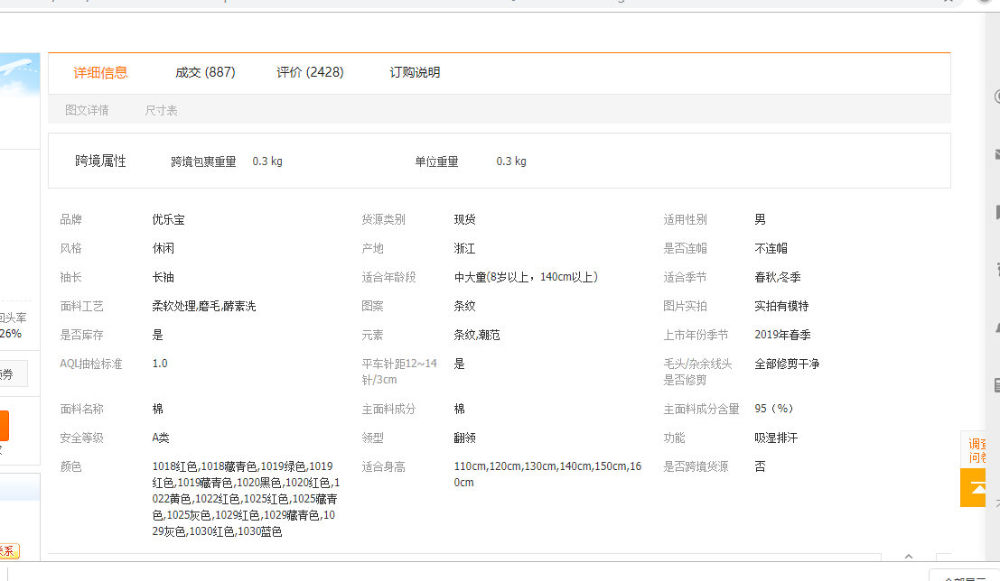 详细信息 成交 (887) 评价 (2428) 订购说明
图文详情 尺寸表
跨境属性 跨境包裹重量 0.3 kg 单位重量 0.3 kg
品牌 优乐宝 货源类别 现货 适用性别 男
风格 休闲 产地 浙江 是否连帽 不连帽
袖长 长袖 适合年龄段 中大童(8岁以上，140cm以上) 适合季节 春秋,冬季
面料工艺 柔软处理,磨毛,酵素洗 图案 条纹 图片实拍 实拍有模特
回头率
是否库存 是 元素 条纹,潮范 上市年份季节 2019年春季
26%
AQL抽检标准 1.0 平车针距12~14 是 毛头/杂余线头 全部修剪干净
针/3cm 是否修剪
券
面料名称 棉 主面料成分 棉 主面料成分含量 95（%）
安全等级 A类 领型 翻领 功能 吸湿排汗
颜色 1018红色,1018藏青色,1019绿色,1019 适合身高 110cm,120cm,130cm,140cm,150cm,16 是否跨境货源 否
红色,1019藏青色,1020黑色,1020红色,1 0cm
022黄色,1022红色,1025红色,1025藏青
色,1025灰色,1029红色,1029藏青色,10
29灰色,1030红色,1030蓝色
调查
问卷
关系